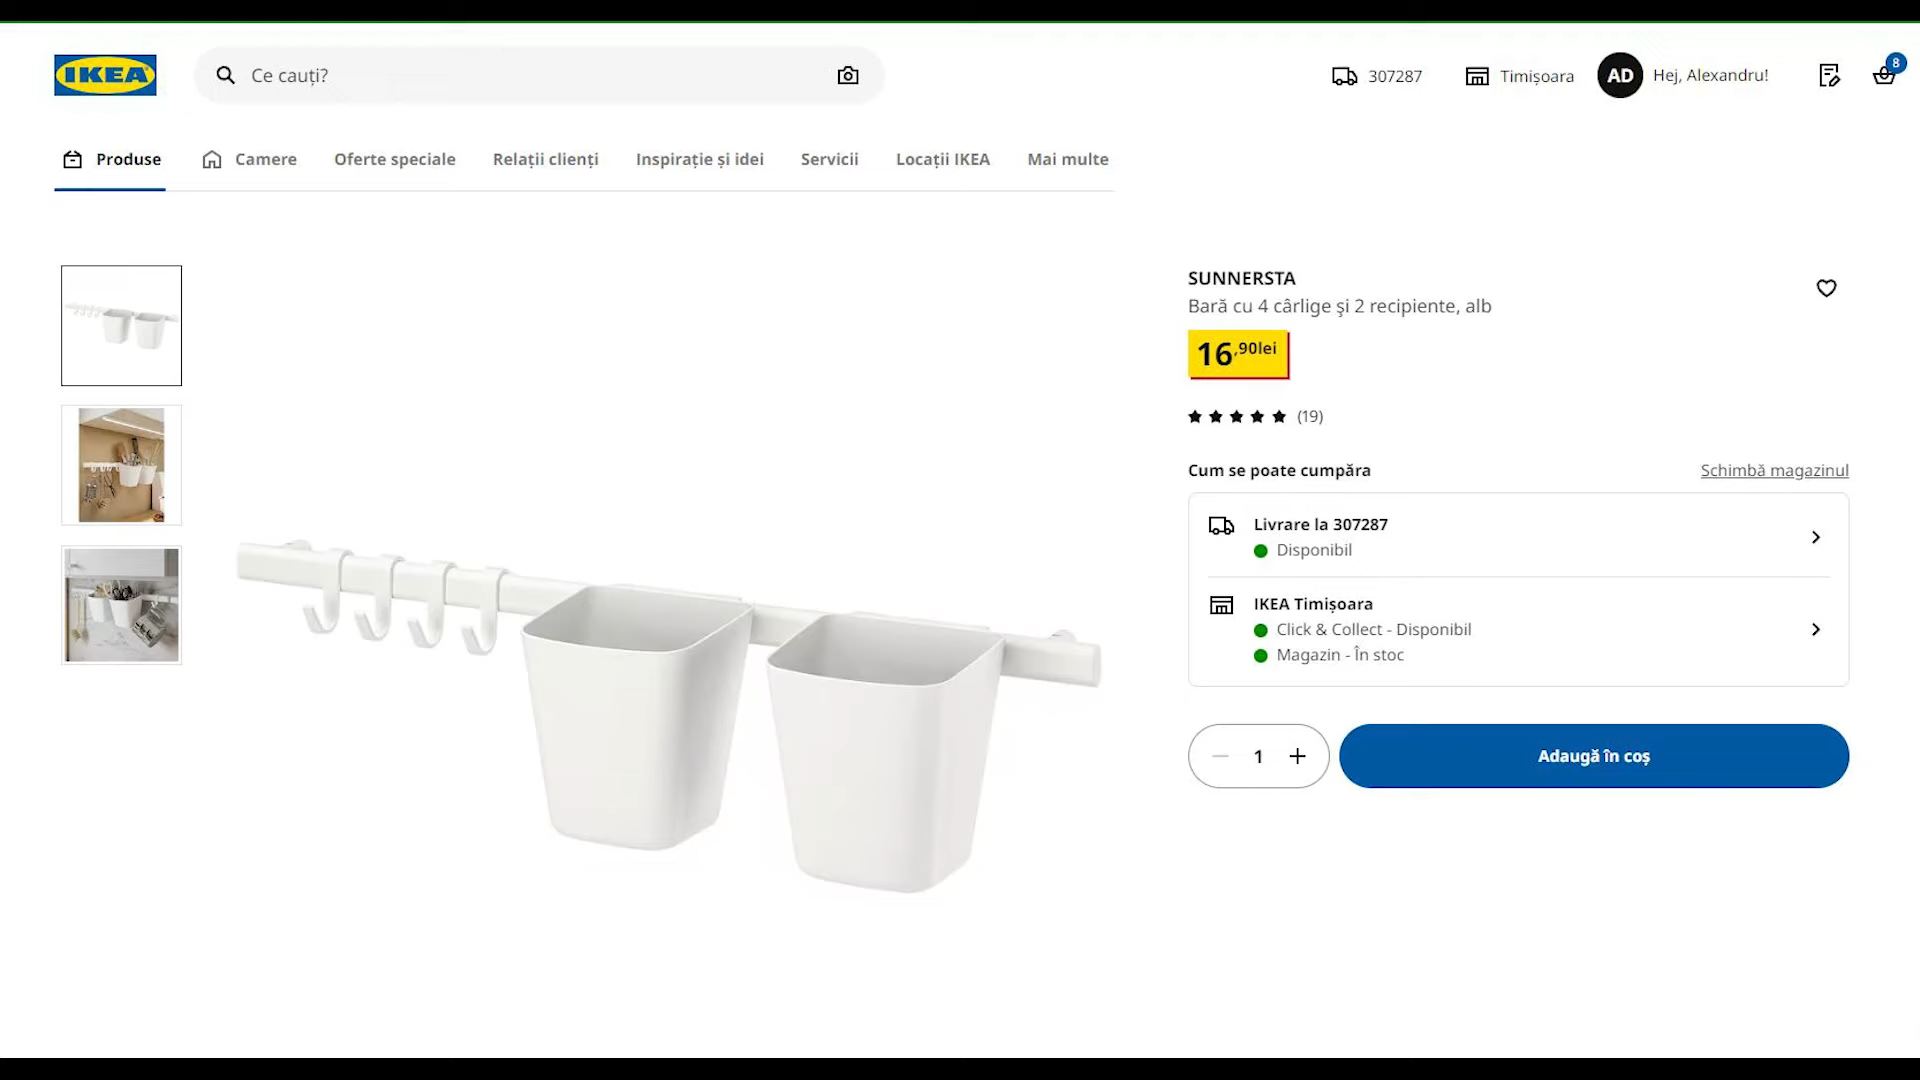 IKEA
Ce cauți?
307287
Timișoara
AD
Hej, Alexandru!
8
Produse
Camere
Oferte speciale
Relații clienți
Inspirație și idei
Servicii
Locații IKEA
Mai multe
SUNNERSTA
Bară cu 4 cârlige şi 2 recipiente, alb
16,90lei
(19)
Cum se poate cumpăra
Schimbă magazinul
Livrare la 307287
Disponibil
IKEA Timișoara
Click & Collect - Disponibil
Magazin - În stoc
1
Adaugă în coș